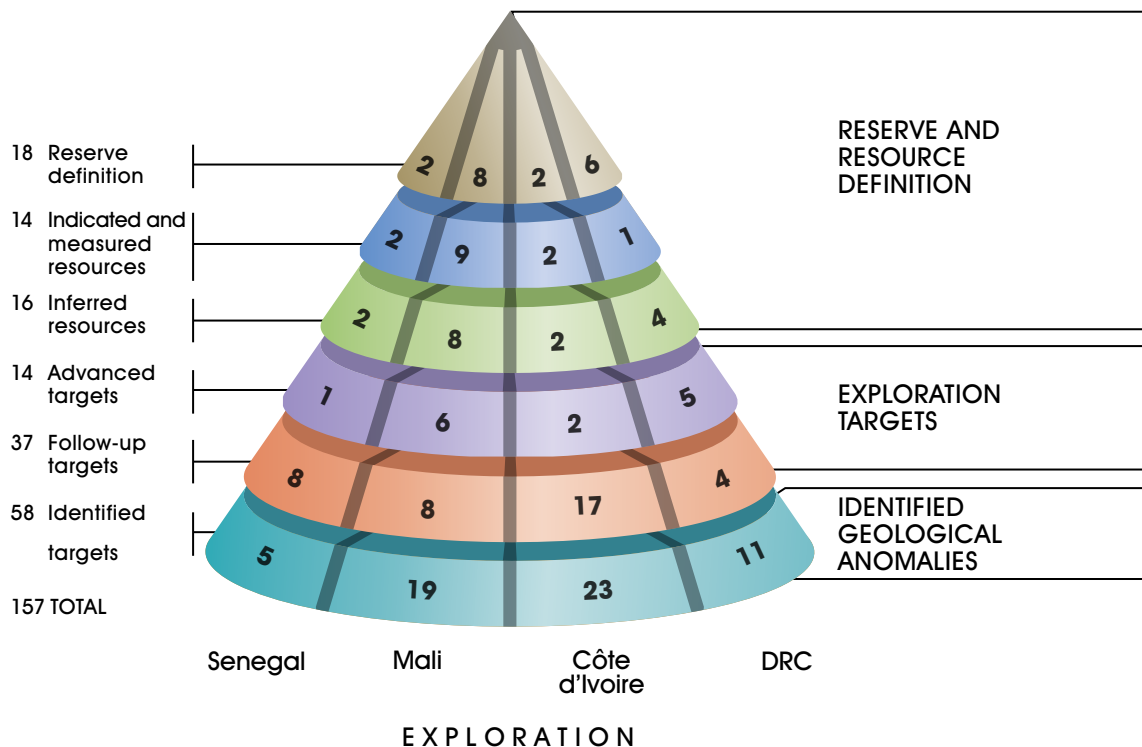 18 Reserve
definition
2 8 2 6
RESERVE AND
RESOURCE
DEFINITION
14 Indicated and
measured
resources
2 9 2 1
16 Inferred
resources
2 8 2 4
14 Advanced
targets
1 6 2 5
EXPLORATION
TARGETS
37 Follow-up
targets
8 8 17 4
58 Identified
targets
5 19 23 11
IDENTIFIED
GEOLOGICAL
ANOMALIES
157 TOTAL
Senegal
Mali
Côte
d'Ivoire
DRC
EXPLORATION